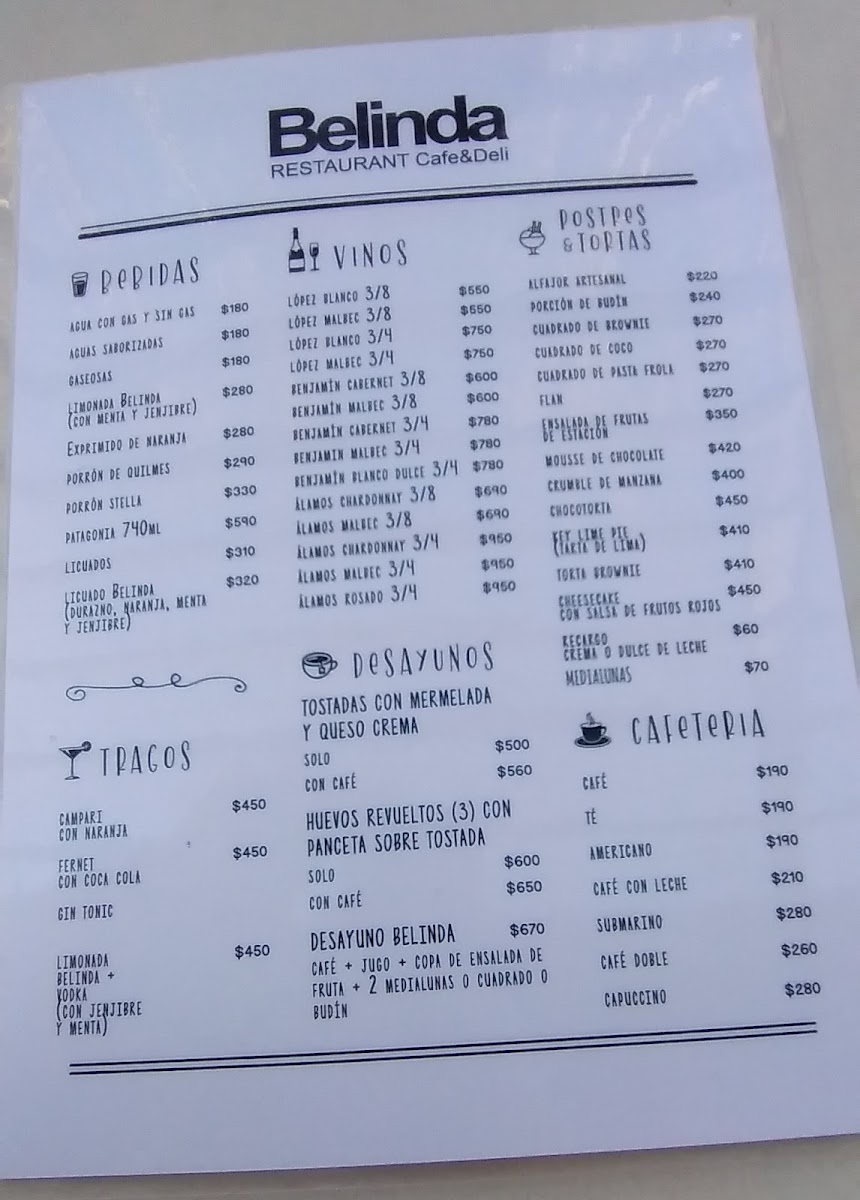 Belinda
RESTAURANT Cafe&Deli
BEBIDAS
AGUA CON GAS Y SIN GAS $180
AGUAS SABORIZADAS $180
GASEOSAS $180
LIMONADA BELINDA $280
(CON MENTA Y JENJIBRE)
EXPRIMIDO DE NARANJA $280
PORRÓN DE QUILMES $290
PORRÓN STELLA $330
PATAGONIA 740ML $590
LICUADOS $310
LICUADO BELINDA $320
(DURAZNO, NARANJA, MENTA
Y JENJIBRE)
TRAGOS
CAMPARI $450
CON NARANJA
FERNET $450
CON COCA COLA
GIN TONIC
LIMONADA $450
BELINDA +
VODKA
(CON JENJIBRE
Y MENTA)
VINOS
LÓPEZ BLANCO 3/8 $550
LÓPEZ MALBEC 3/8 $550
LÓPEZ BLANCO 3/4 $750
LÓPEZ MALBEC 3/4 $750
BENJAMÍN CABERNET 3/8 $600
BENJAMÍN MALBEC 3/8 $600
BENJAMÍN CABERNET 3/4 $780
BENJAMIN MALBEC 3/4 $780
BENJAMÍN BLANCO DULCE 3/4 $780
ÁLAMOS CHARDONNAY 3/8 $690
ÁLAMOS MALBEC 3/8 $690
ÁLAMOS CHARDONNAY 3/4 $950
ÁLAMOS MALBEC 3/4 $950
ÁLAMOS ROSADO 3/4 $950
DESAYUNOS
TOSTADAS CON MERMELADA
Y QUESO CREMA
SOLO $500
CON CAFÉ $560
HUEVOS REVUELTOS (3) CON
PANCETA SOBRE TOSTADA
SOLO $600
CON CAFÉ $650
DESAYUNO BELINDA $670
CAFÉ + JUGO + COPA DE ENSALADA DE
FRUTA + 2 MEDIALUNAS O CUADRADO O
BUDÍN
POSTRES
& TORTAS
ALFAJOR ARTESANAL $220
PORCIÓN DE BUDÍN $240
CUADRADO DE BROWNIE $270
CUADRADO DE COCO $270
CUADRADO DE PASTA FROLA $270
FLAN $270
ENSALADA DE FRUTAS $350
DE ESTACIÓN
MOUSSE DE CHOCOLATE $420
CRUMBLE DE MANZANA $400
CHOCOTORTA $450
KEY LIME PIE $410
(TARTA DE LIMA)
TORTA BROWNIE $410
CHEESECAKE $450
CON SALSA DE FRUTOS ROJOS
RECARGO $60
CREMA O DULCE DE LECHE
MEDIALUNAS $70
CAFETERIA
CAFÉ $190
TÉ $190
AMERICANO $190
CAFÉ CON LECHE $210
SUBMARINO $280
CAFÉ DOBLE $260
CAPUCCINO $280